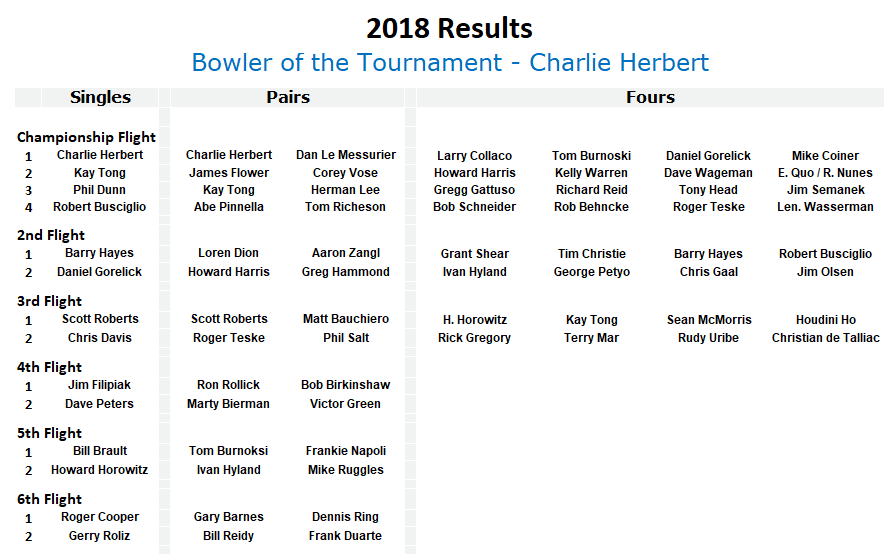 2018 Results
Bowler of the Tournament - Charlie Herbert
Singles Pairs Fours
Championship Flight
1 Charlie Herbert Charlie Herbert Dan Le Messurier Larry Collaco Tom Burnoski Daniel Gorelick Mike Coiner
2 Kay Tong James Flower Corey Vose Howard Harris Kelly Warren Dave Wageman E. Quo / R. Nunes
3 Phil Dunn Kay Tong Herman Lee Gregg Gattuso Richard Reid Tony Head Jim Semanek
4 Robert Busciglio Abe Pinnella Tom Richeson Bob Schneider Rob Behncke Roger Teske Len. Wasserman
2nd Flight
1 Barry Hayes Loren Dion Aaron Zangl Grant Shear Tim Christie Barry Hayes Robert Busciglio
2 Daniel Gorelick Howard Harris Greg Hammond Ivan Hyland George Petyo Chris Gaal Jim Olsen
3rd Flight
1 Scott Roberts Scott Roberts Matt Bauchiero H. Horowitz Kay Tong Sean McMorris Houdini Ho
2 Chris Davis Roger Teske Phil Salt Rick Gregory Terry Mar Rudy Uribe Christian de Talliac
4th Flight
1 Jim Filipiak Ron Rollick Bob Birkinshaw
2 Dave Peters Marty Bierman Victor Green
5th Flight
1 Bill Brault Tom Burnoksi Frankie Napoli
2 Howard Horowitz Ivan Hyland Mike Ruggles
6th Flight
1 Roger Cooper Gary Barnes Dennis Ring
2 Gerry Roliz Bill Reidy Frank Duarte